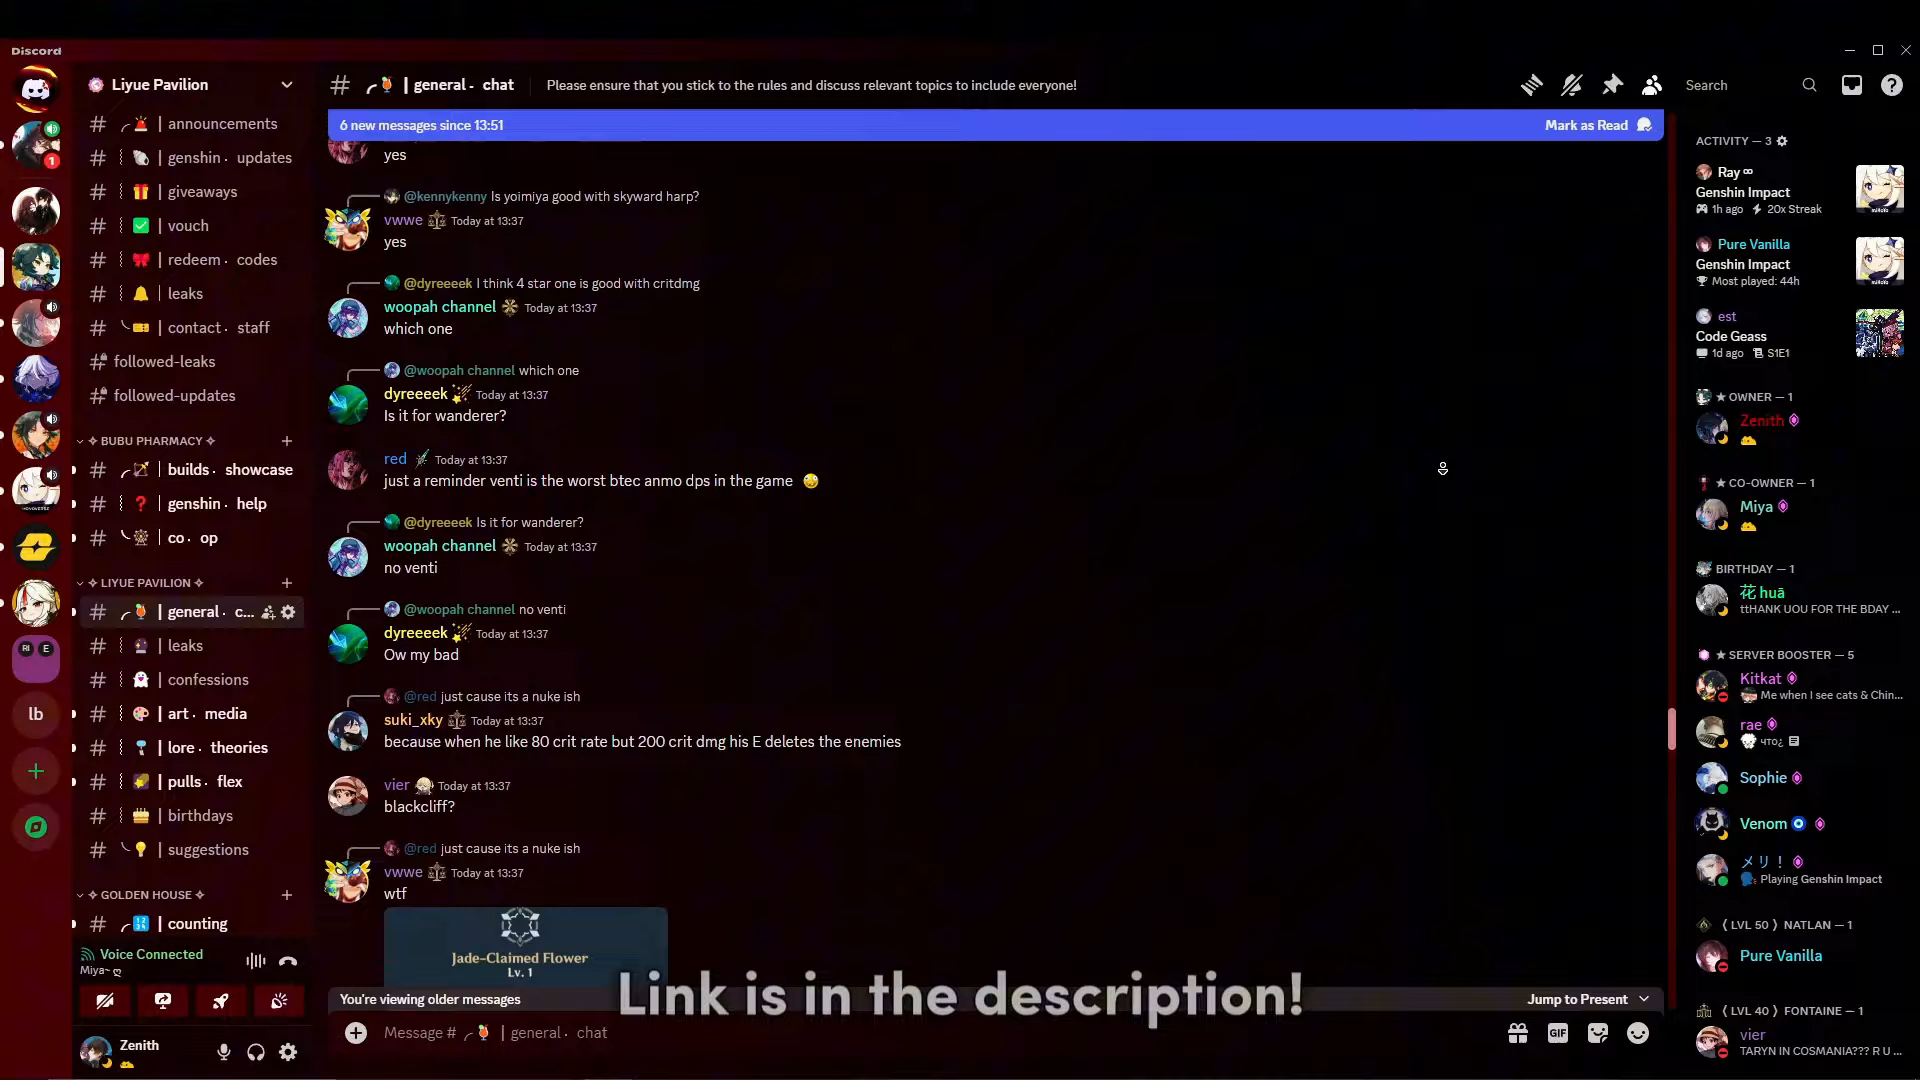 Discord
Liyue Pavilion
announcements
genshin · updates
giveaways
vouch
redeem · codes
leaks
contact · staff
followed-leaks
followed-updates
BUBU PHARMACY
builds · showcase
genshin · help
co · op
LIYUE PAVILION
general · c...
leaks
confessions
art · media
lore · theories
pulls · flex
birthdays
suggestions
GOLDEN HOUSE
counting
Voice Connected
Miya~ ღ
Zenith
1
RI E
lb
# | general · chat
Please ensure that you stick to the rules and discuss relevant topics to include everyone!
Search
6 new messages since 13:51
Mark as Read
yes
@kennykenny Is yoimiya good with skyward harp?
vwwe Today at 13:37
yes
@dyreeeek I think 4 star one is good with critdmg
woopah channel Today at 13:37
which one
@woopah channel which one
dyreeeek Today at 13:37
Is it for wanderer?
red Today at 13:37
just a reminder venti is the worst btec anmo dps in the game
@dyreeeek Is it for wanderer?
woopah channel Today at 13:37
no venti
@woopah channel no venti
dyreeeek Today at 13:37
Ow my bad
@red just cause its a nuke ish
suki_xky Today at 13:37
because when he like 80 crit rate but 200 crit dmg his E deletes the enemies
vier Today at 13:37
blackcliff?
@red just cause its a nuke ish
vwwe Today at 13:37
wtf
Jade-Claimed Flower
Lv. 1
You're viewing older messages
Jump to Present
Link is in the description!
Message # | general · chat
GIF
ACTIVITY — 3
Ray ∞
Genshin Impact
1h ago 20x Streak
Pure Vanilla
Genshin Impact
Most played: 44h
est
Code Geass
1d ago S1E1
★ OWNER — 1
Zenith
★ CO-OWNER — 1
Miya
BIRTHDAY — 1
花 huā
ttHANK UOU FOR THE BDAY ...
★ SERVER BOOSTER — 5
Kitkat
Me when I see cats & Chin...
rae
что¿
Sophie
Venom
メリ！
Playing Genshin Impact
( LVL 50 ) NATLAN — 1
Pure Vanilla
( LVL 40 ) FONTAINE — 1
vier
TARYN IN COSMANIA??? R U ...